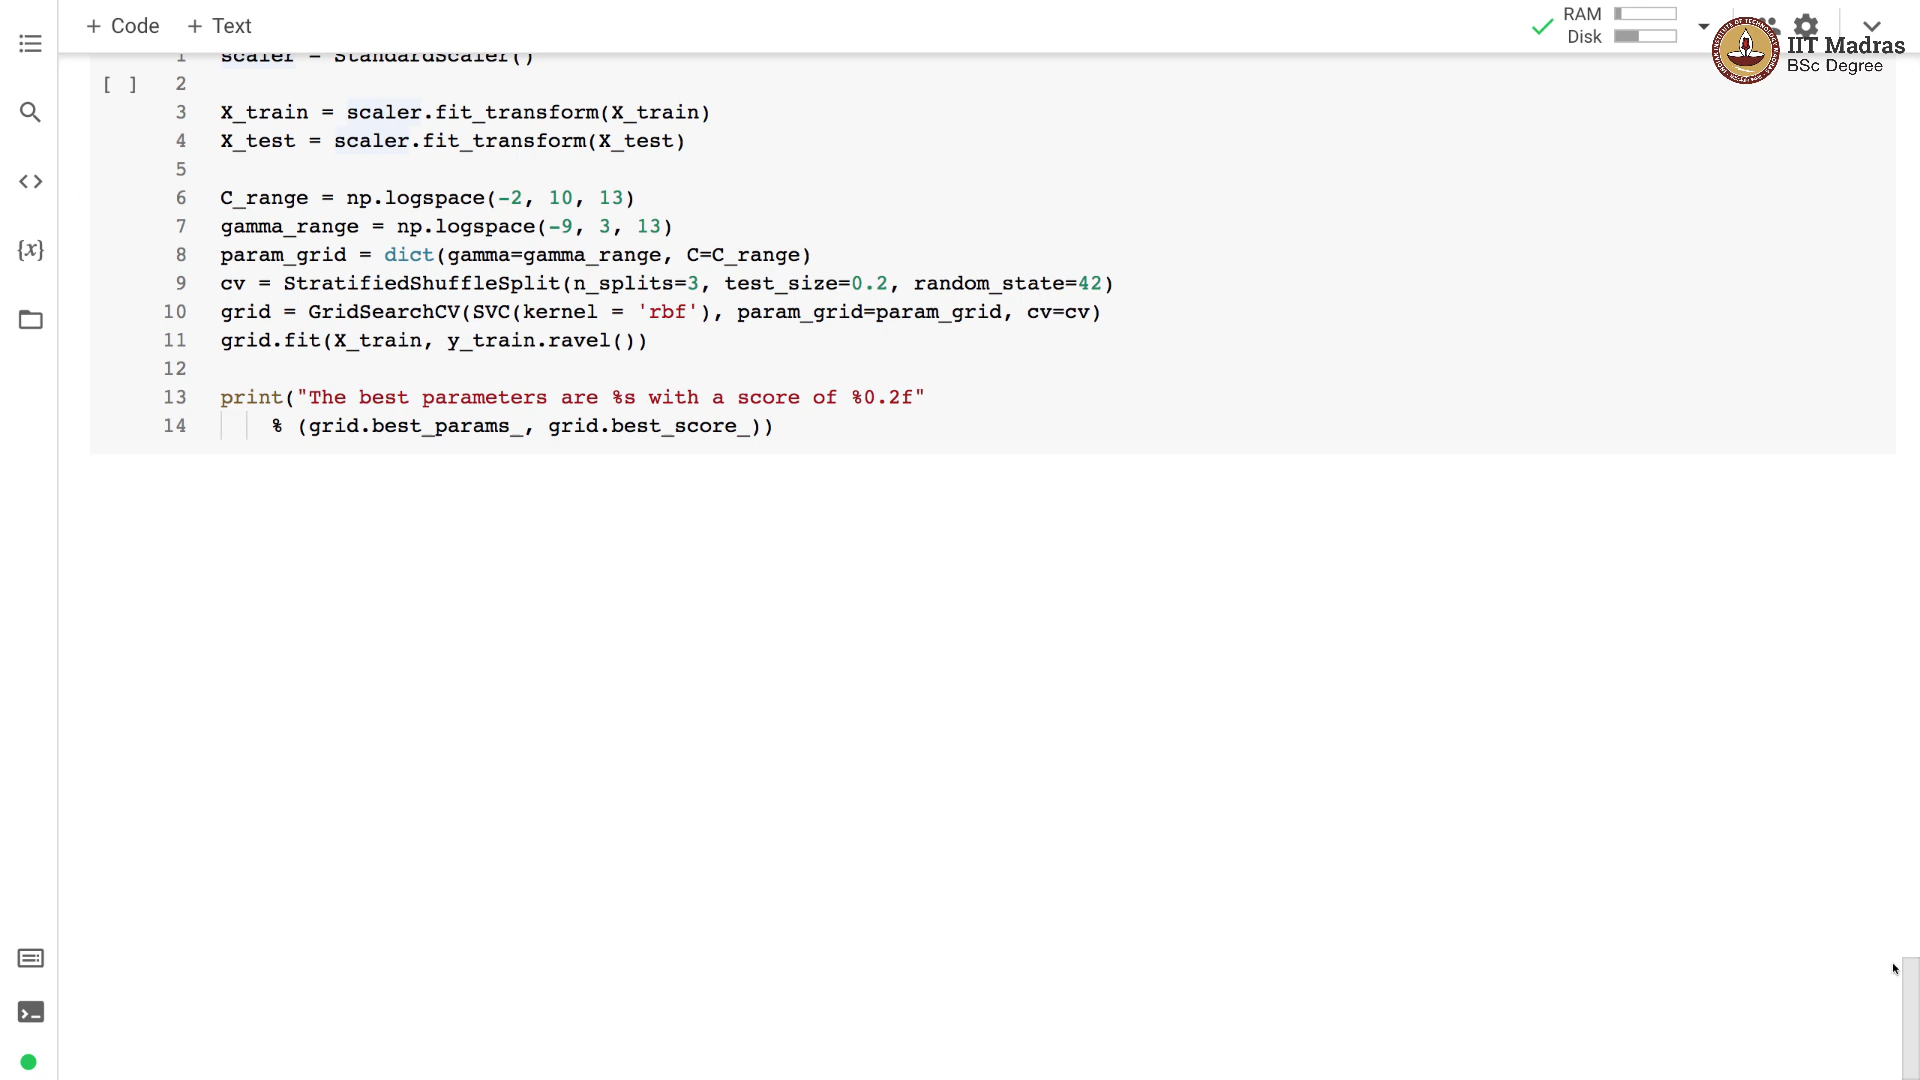 + Code + Text
RAM
Disk
IIT Madras
BSc Degree
1 scaler = StandardScaler()
[ ] 2
3 X_train = scaler.fit_transform(X_train)
4 X_test = scaler.fit_transform(X_test)
5
6 C_range = np.logspace(-2, 10, 13)
7 gamma_range = np.logspace(-9, 3, 13)
8 param_grid = dict(gamma=gamma_range, C=C_range)
9 cv = StratifiedShuffleSplit(n_splits=3, test_size=0.2, random_state=42)
10 grid = GridSearchCV(SVC(kernel = 'rbf'), param_grid=param_grid, cv=cv)
11 grid.fit(X_train, y_train.ravel())
12
13 print("The best parameters are %s with a score of %0.2f"
14 % (grid.best_params_, grid.best_score_))
{x}